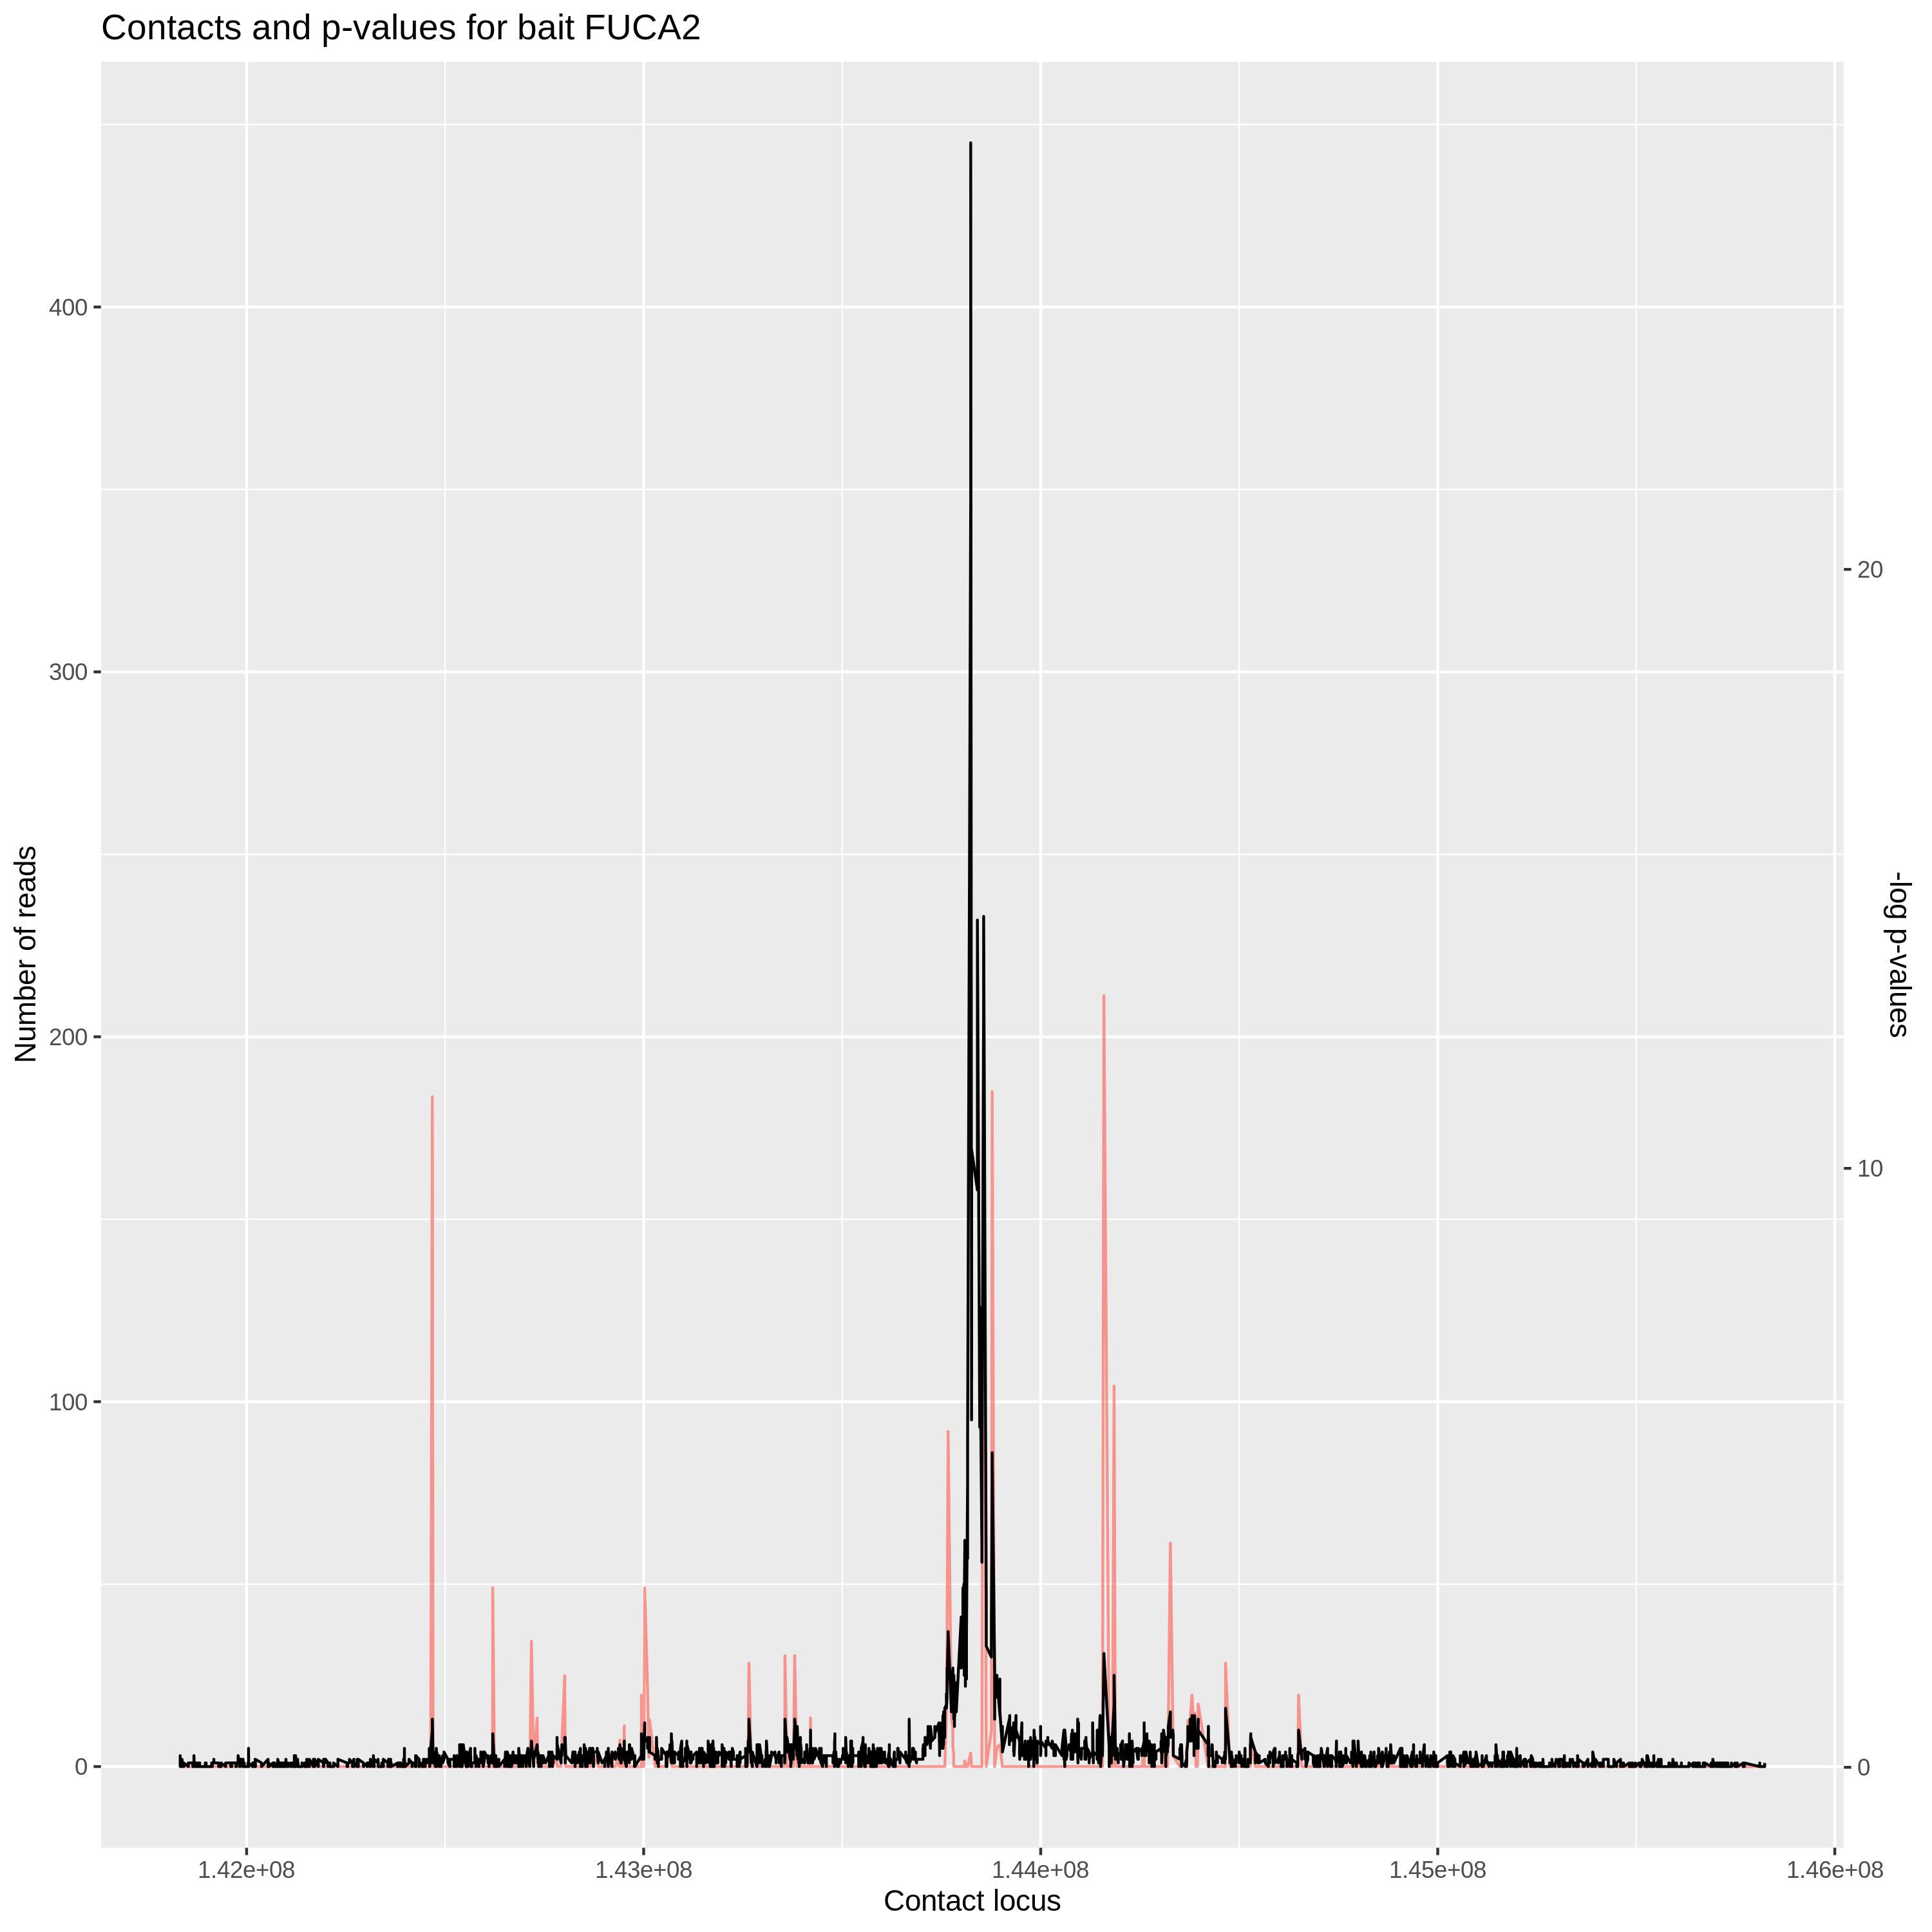 Contacts and p-values for bait FUCA2
Number of reads
400
300
200
100
0
20
10
0
-log p-values
1.42e+08
1.43e+08
1.44e+08
1.45e+08
1.46e+08
Contact locus